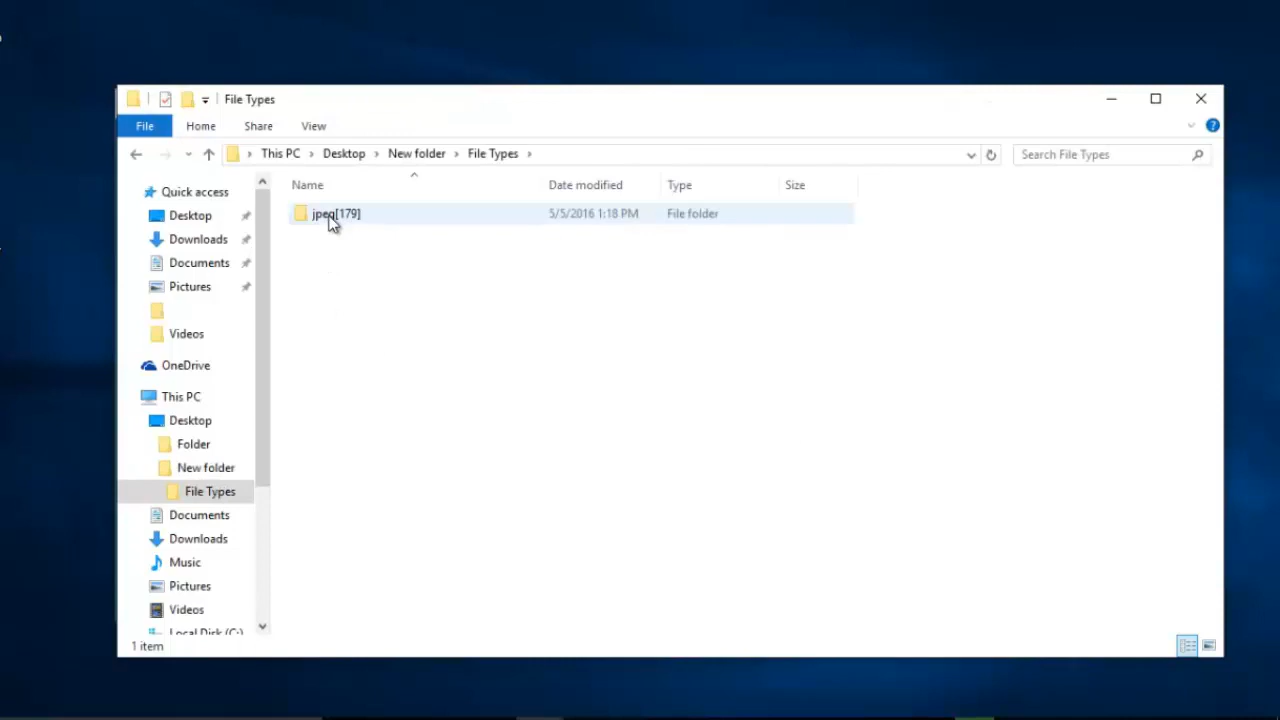 File Types
File Home Share View
This PC Desktop New folder File Types Search File Types
Name Date modified Type Size
jpeg[179] 5/5/2016 1:18 PM File folder
Quick access
Desktop
Downloads
Documents
Pictures
Videos
OneDrive
This PC
Desktop
Folder
New folder
File Types
Documents
Downloads
Music
Pictures
Videos
Local Disk (C:)
1 item